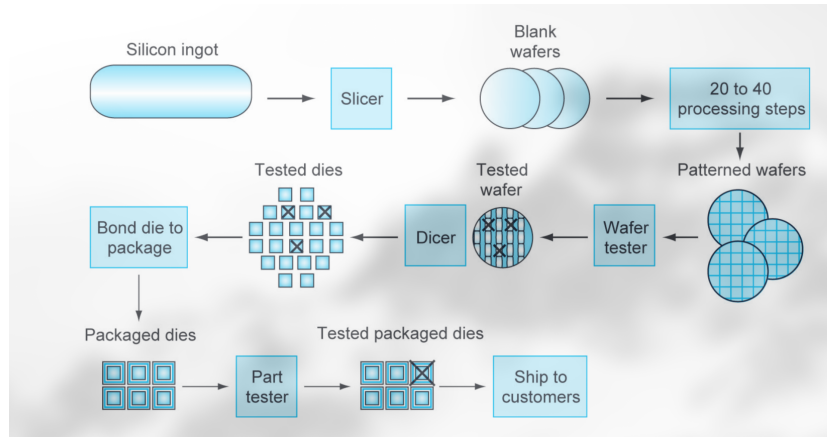 Silicon ingot
Slicer
Blank
wafers
20 to 40
processing steps
Patterned wafers
Wafer
tester
Tested
wafer
Dicer
Tested dies
Bond die to
package
Packaged dies
Part
tester
Tested packaged dies
Ship to
customers